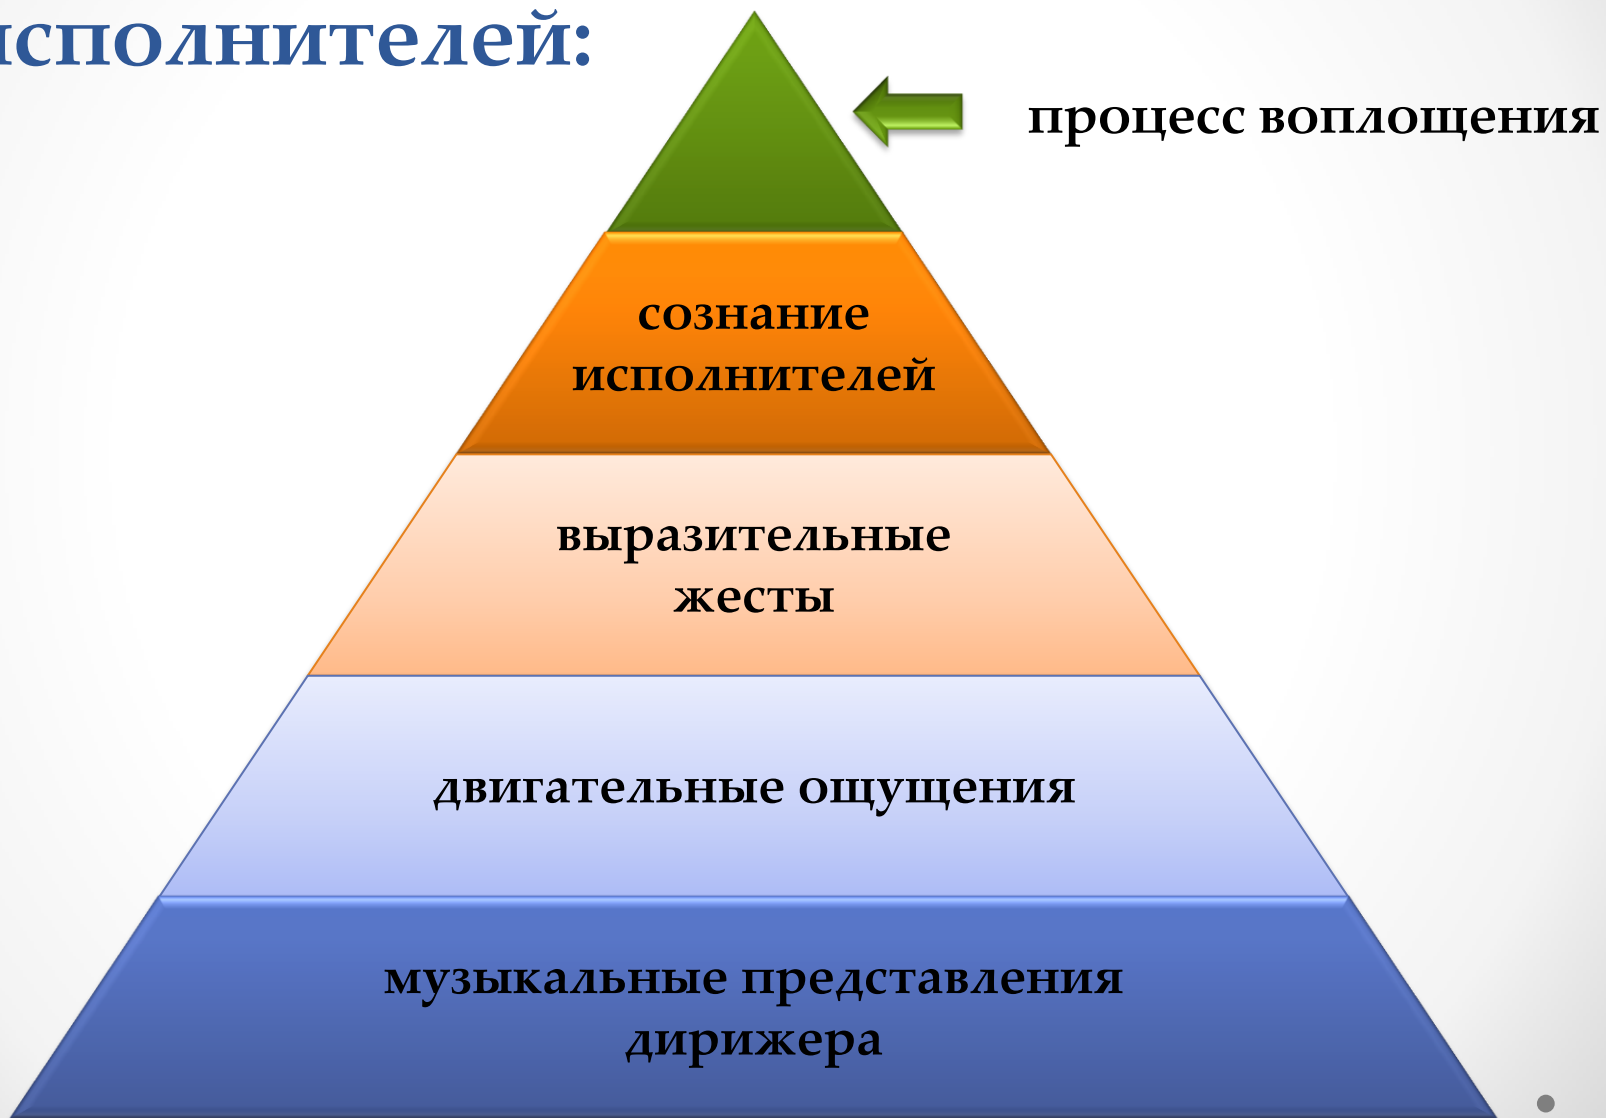 исполнителей:
процесс воплощения
сознание
исполнителей
выразительные
жесты
двигательные ощущения
музыкальные представления
дирижера